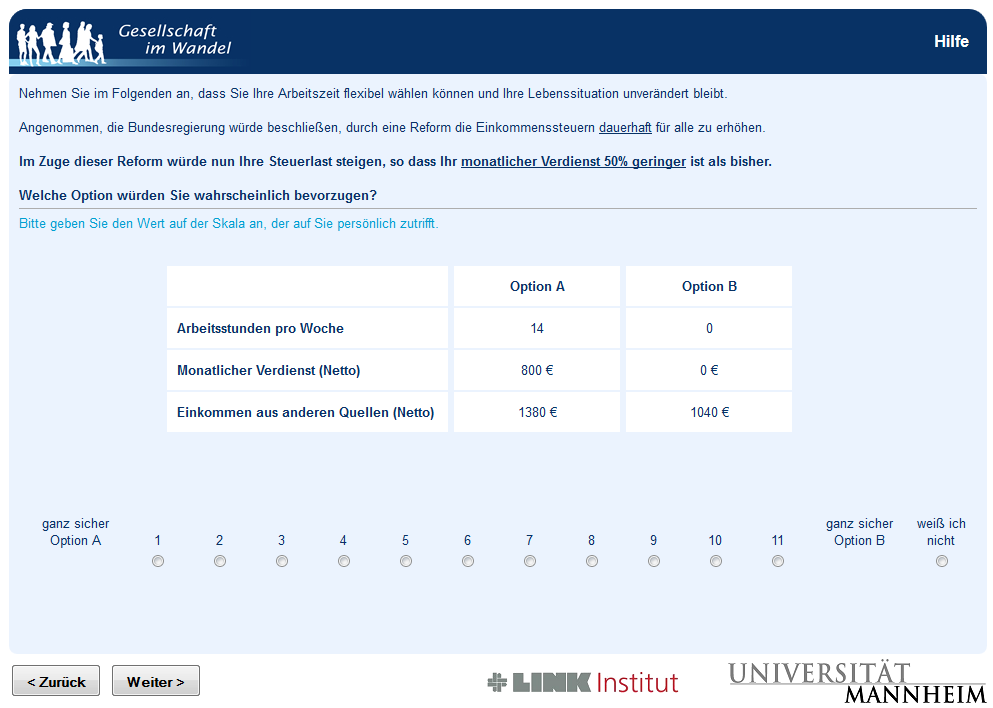 Gesellschaft
im Wandel
Hilfe
Nehmen Sie im Folgenden an, dass Sie Ihre Arbeitszeit flexibel wählen können und Ihre Lebenssituation unverändert bleibt.
Angenommen, die Bundesregierung würde beschließen, durch eine Reform die Einkommenssteuern dauerhaft für alle zu erhöhen.
Im Zuge dieser Reform würde nun Ihre Steuerlast steigen, so dass Ihr monatlicher Verdienst 50% geringer ist als bisher.
Welche Option würden Sie wahrscheinlich bevorzugen?
Bitte geben Sie den Wert auf der Skala an, der auf Sie persönlich zutrifft.
Option A Option B
Arbeitsstunden pro Woche 14 0
Monatlicher Verdienst (Netto) 800 € 0 €
Einkommen aus anderen Quellen (Netto) 1380 € 1040 €
ganz sicher ganz sicher weiß ich
Option A 1 2 3 4 5 6 7 8 9 10 11 Option B nicht
< Zurück Weiter >
LINK Institut
UNIVERSITÄT
MANNHEIM